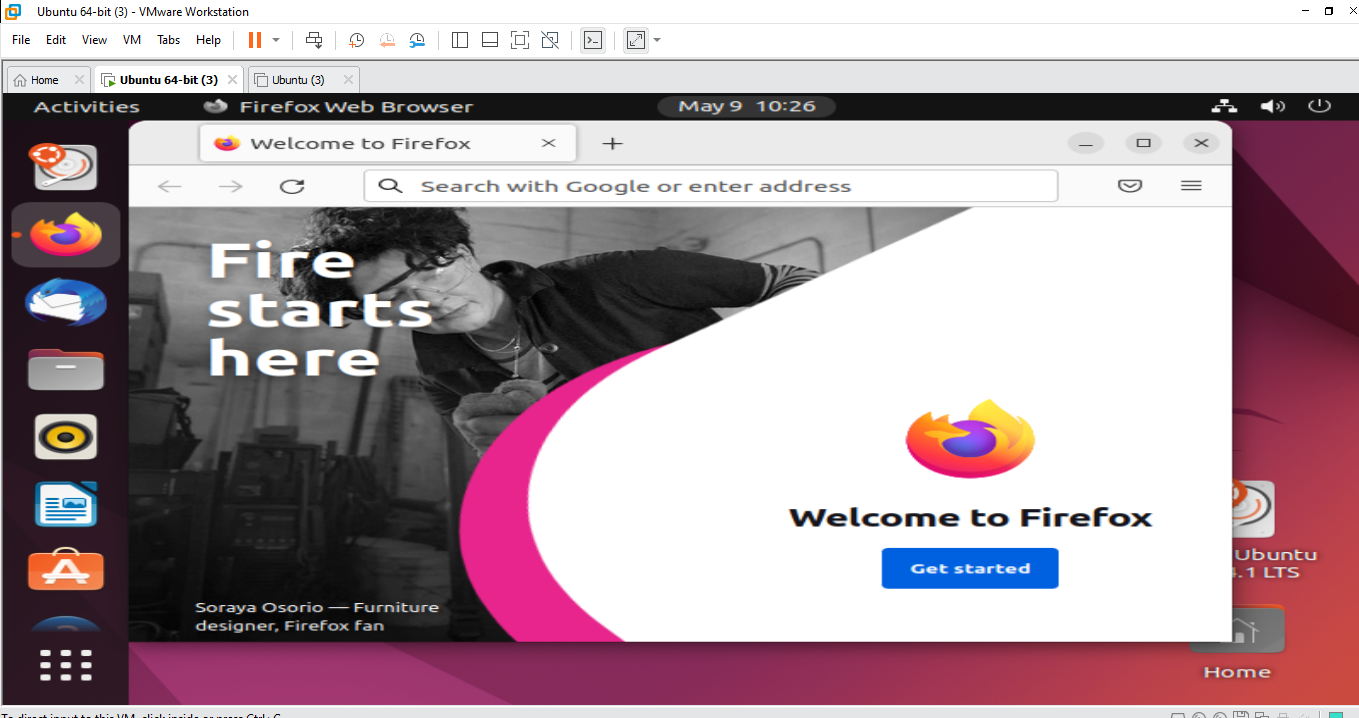 Ubuntu 64-bit (3) - VMware Workstation
File Edit View VM Tabs Help
Home Ubuntu 64-bit (3) Ubuntu (3)
Activities Firefox Web Browser May 9 10:26
Welcome to Firefox
Search with Google or enter address
Fire
starts
here
Welcome to Firefox
Get started
Ubuntu
.1 LTS
Soraya Osorio — Furniture
designer, Firefox fan
Home
To direct input to this VM, click inside or press Ctrl+G.